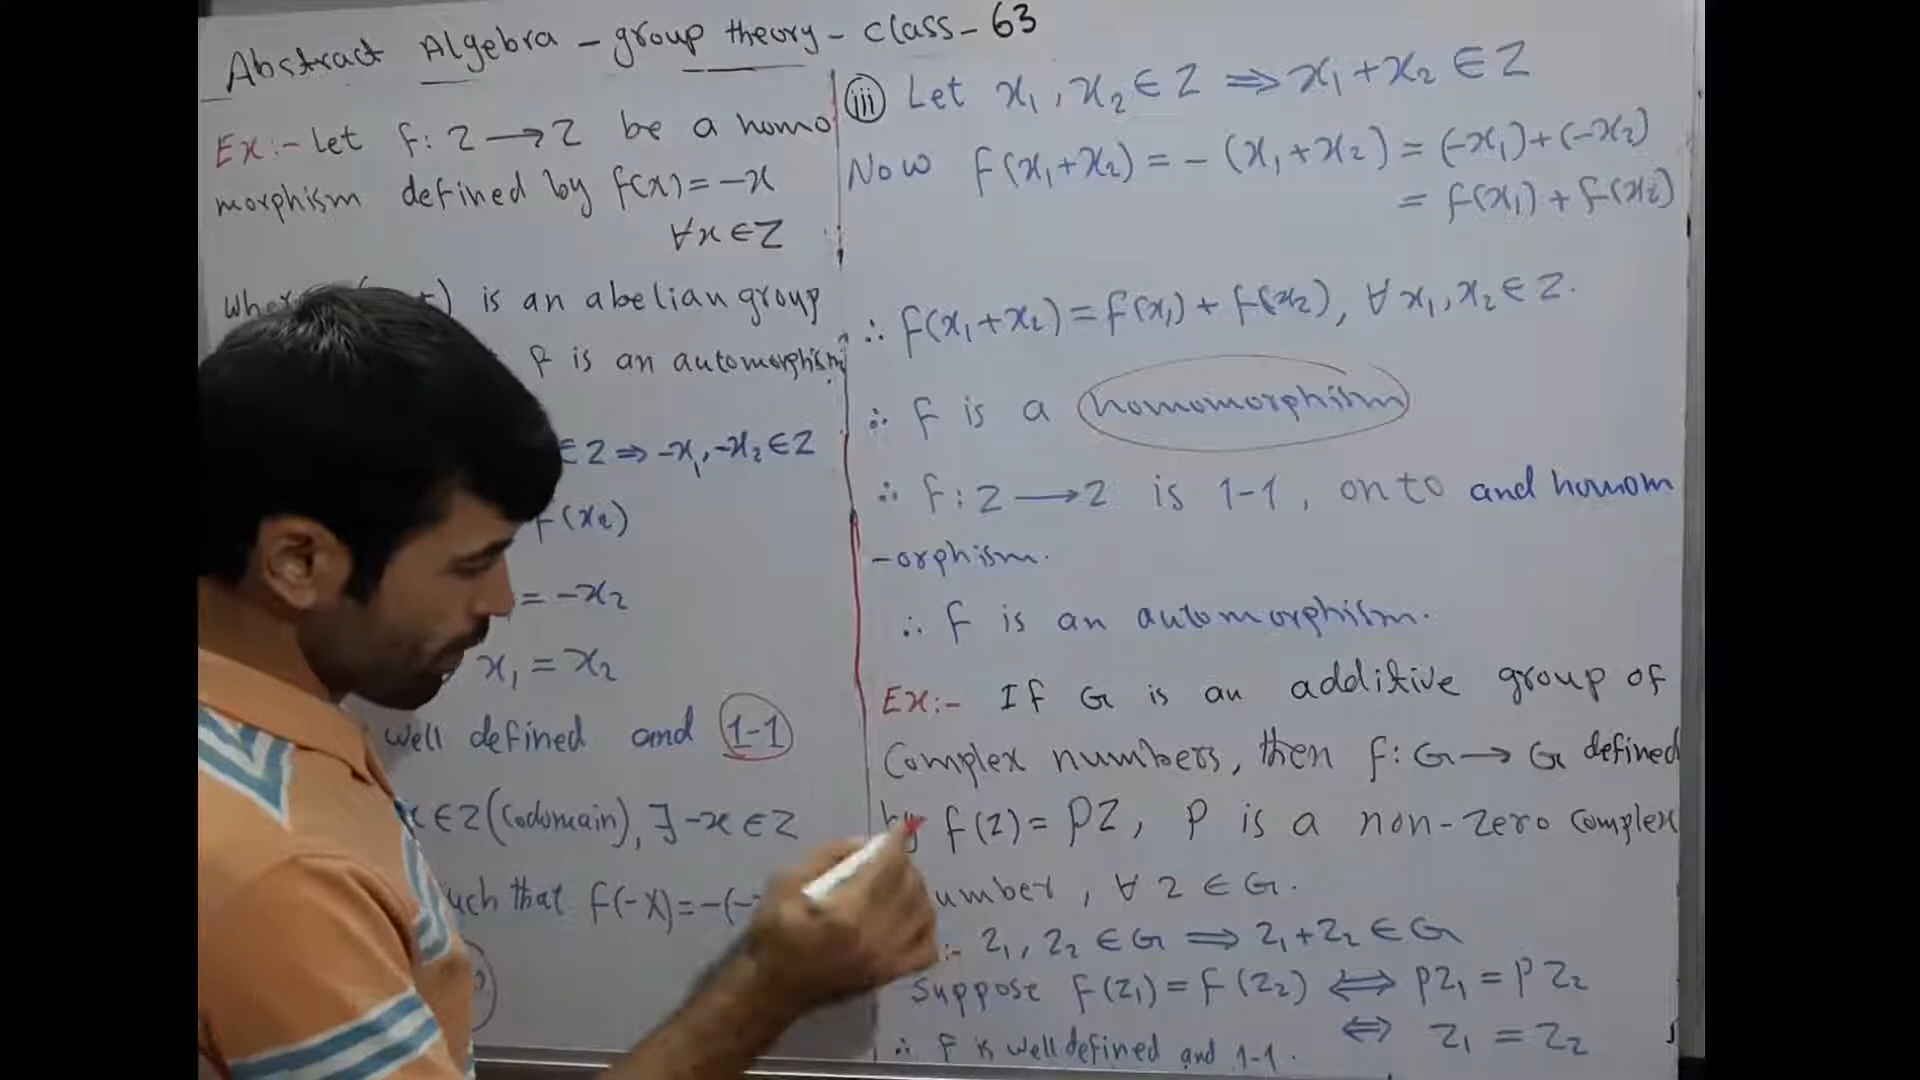 Abstract Algebra - group theory - class - 63
Ex:- Let f: Z → Z be a homo
morphism defined by f(x) = -x
∀x ∈ Z
is an abelian group
f is an automorphism
∈ Z ⇒ -x₁, -x₂ ∈ Z
f(x₂)
= -x₂
x₁ = x₂
well defined and 1-1
x ∈ Z (Codomain), ∃ -x ∈ Z
such that f(-x) = -(-
(iii) Let x₁, x₂ ∈ Z ⇒ x₁ + x₂ ∈ Z
Now f(x₁+x₂) = -(x₁+x₂) = (-x₁)+(-x₂)
= f(x₁) + f(x₂)
∴ f(x₁+x₂) = f(x₁) + f(x₂), ∀ x₁, x₂ ∈ Z.
∴ f is a homomorphism
∴ f: Z → Z is 1-1, onto and homom
-orphism.
∴ f is an automorphism.
Ex:- If G is an additive group of
Complex numbers, then f: G → G defined
by f(z) = pz, p is a non-zero complex
number, ∀ z ∈ G.
:- z₁, z₂ ∈ G ⇒ z₁+z₂ ∈ G
Suppose f(z₁) = f(z₂) ⇔ pz₁ = pz₂
⇔ z₁ = z₂
∴ f is well defined and 1-1.